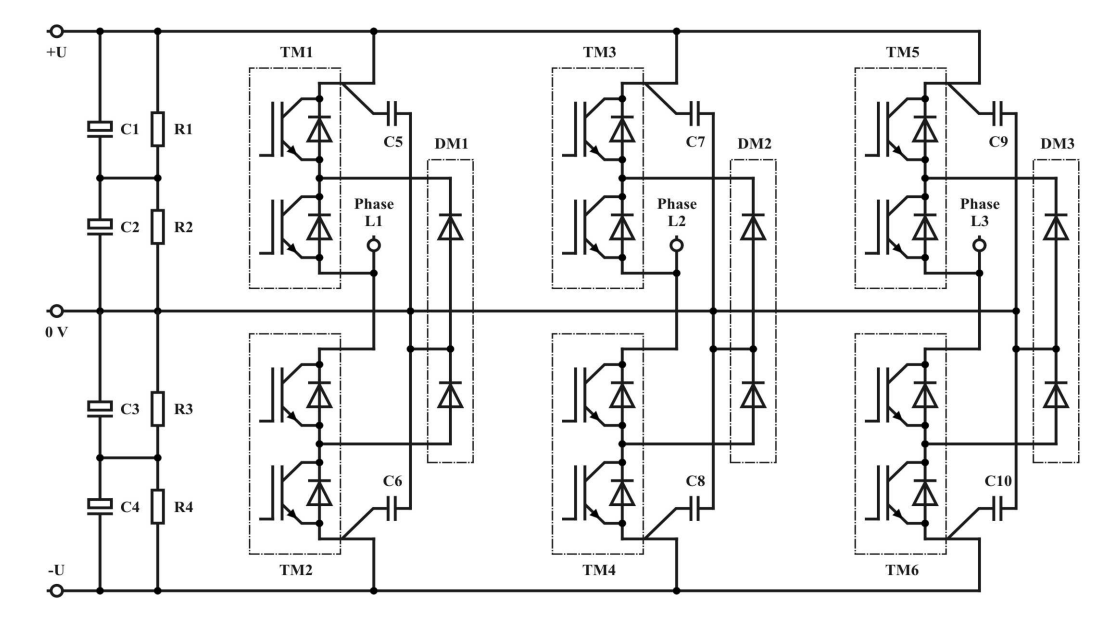 +U
TM1
TM3
TM5
C1
R1
C5
C7
C9
DM1
DM2
DM3
C2
R2
Phase
L1
Phase
L2
Phase
L3
0 V
C3
R3
C4
R4
C6
C8
C10
-U
TM2
TM4
TM6